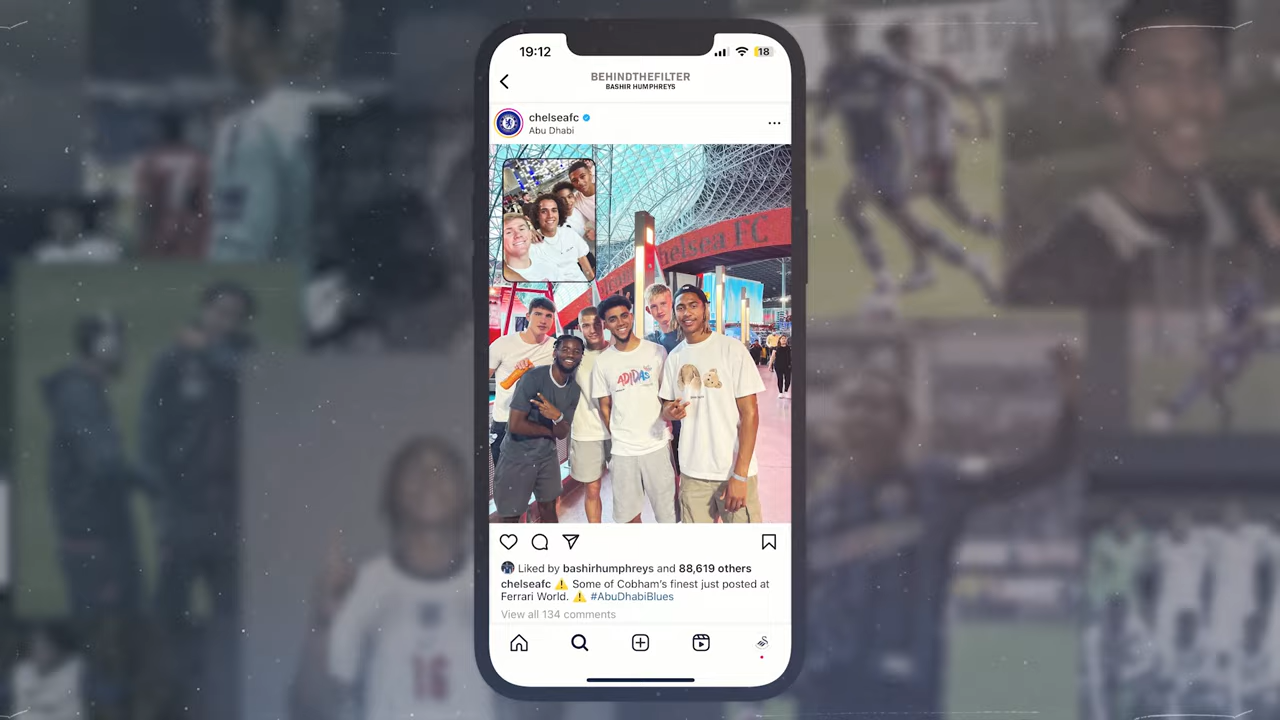 19:12
18
BEHINDTHEFILTER
BASHIR HUMPHREYS
chelseafc
Abu Dhabi
Chelsea FC
ADIDAS
Liked by bashirhumphreys and 88,619 others
chelseafc ⚠️ Some of Cobham's finest just posted at
Ferrari World. ⚠️ #AbuDhabiBlues
View all 134 comments
16